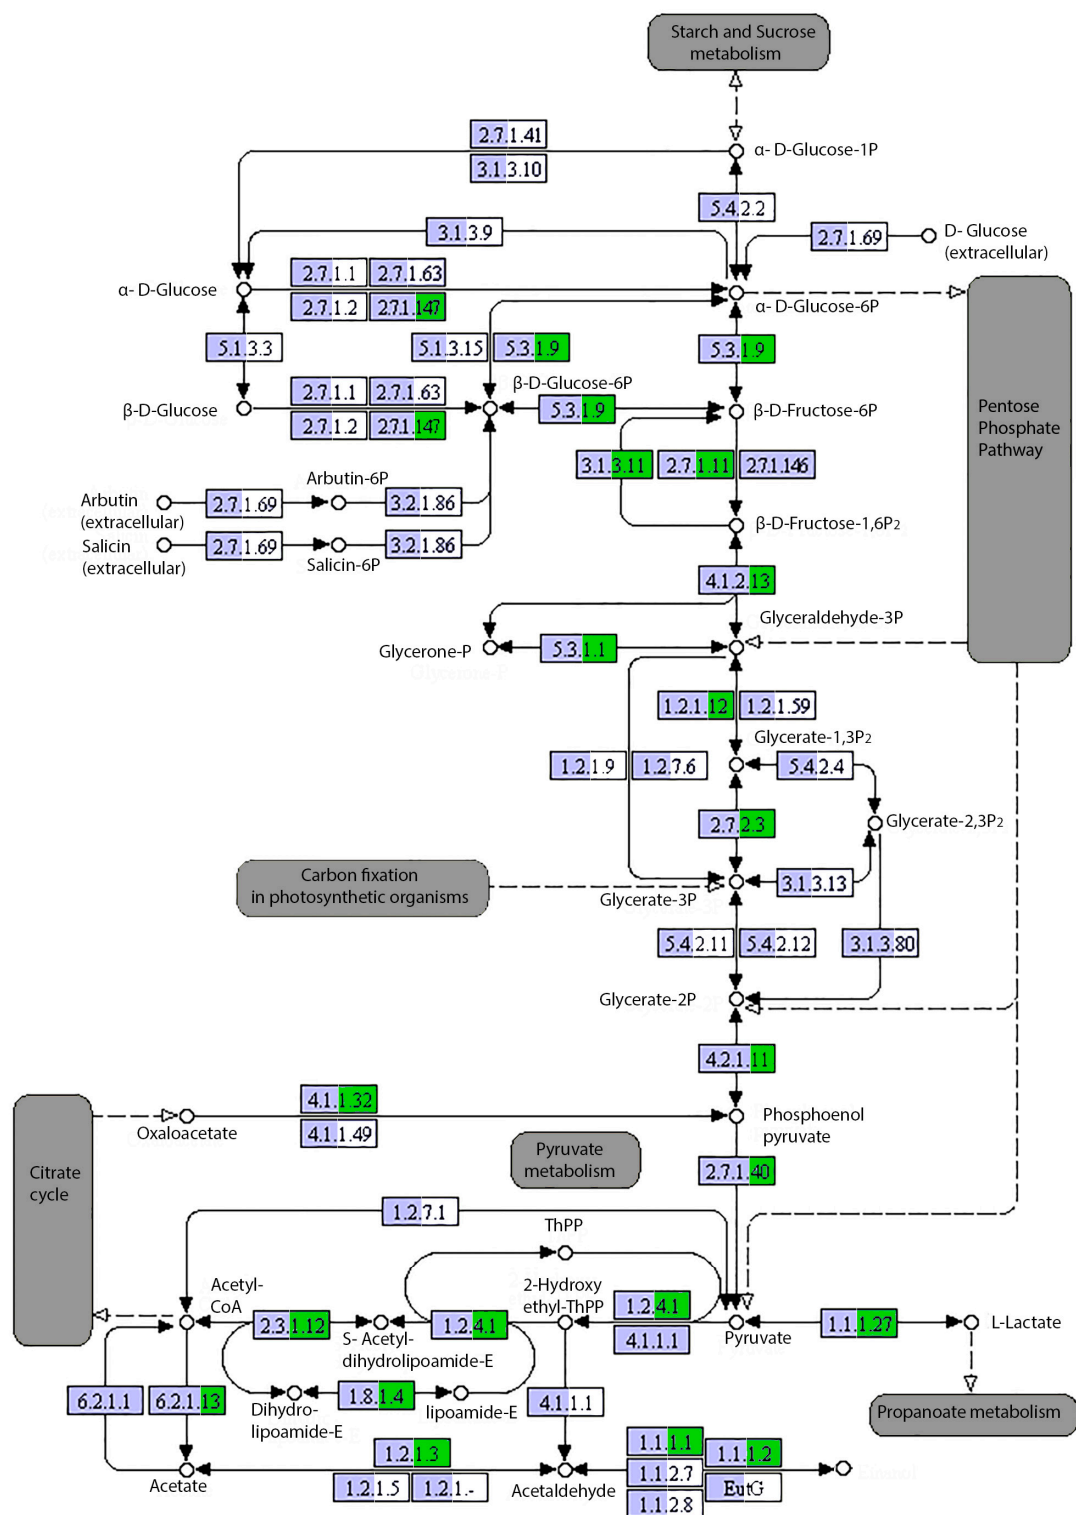 Starch and Sucrose
metabolism
2.7.1.41
α- D-Glucose-1P
3.1.3.10
5.4.2.2
3.1.3.9
2.7.1.69
D- Glucose
(extracellular)
2.7.1.1
2.7.1.63
α- D-Glucose
2.7.1.2
2.7.1.147
α- D-Glucose-6P
5.1.3.3
5.1.3.15
5.3.1.9
5.3.1.9
2.7.1.1
2.7.1.63
β-D-Glucose-6P
β-D-Glucose
5.3.1.9
β-D-Fructose-6P
2.7.1.2
2.7.1.147
Pentose
Phosphate
Pathway
3.1.3.11
2.7.1.11
2.7.1.146
Arbutin-6P
Arbutin
(extracellular)
2.7.1.69
3.2.1.86
β-D-Fructose-1,6P2
Salicin
(extracellular)
2.7.1.69
3.2.1.86
Salicin-6P
4.1.2.13
Glyceraldehyde-3P
Glycerone-P
5.3.1.1
1.2.1.12
1.2.1.59
Glycerate-1,3P2
1.2.1.9
1.2.7.6
5.4.2.4
2.7.2.3
Glycerate-2,3P2
Carbon fixation
in photosynthetic organisms
3.1.3.13
Glycerate-3P
5.4.2.11
5.4.2.12
3.1.3.80
Glycerate-2P
4.2.1.11
4.1.1.32
Oxaloacetate
4.1.1.49
Phosphoenol
pyruvate
Pyruvate
metabolism
2.7.1.40
Citrate
cycle
1.2.7.1
ThPP
Acetyl-
CoA
2-Hydroxy
ethyl-ThPP
1.2.4.1
2.3.1.12
S- Acetyl-
dihydrolipoamide-E
1.2.4.1
4.1.1.1
Pyruvate
1.1.1.27
L-Lactate
6.2.1.1
6.2.1.13
Dihydro-
lipoamide-E
1.8.1.4
lipoamide-E
4.1.1.1
Propanoate metabolism
1.2.1.3
1.1.1.1
1.1.1.2
Acetate
1.2.1.5
1.2.1.-
Acetaldehyde
1.1.2.7
EutG
1.1.2.8